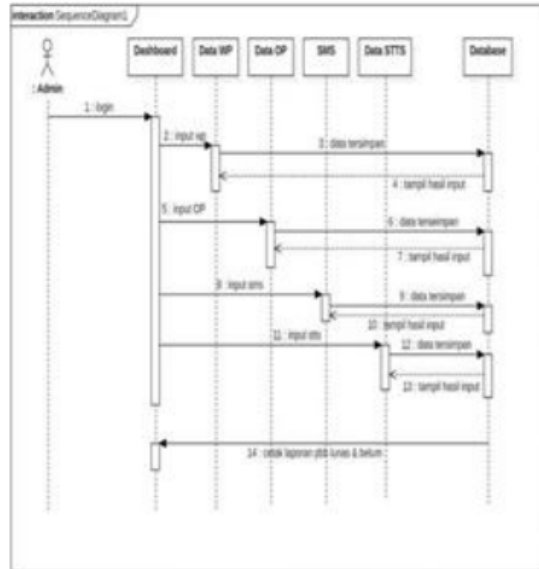 interaction SequenceDiagram1
Dashboard
Data WP
Data OP
SMS
Data STTS
Database
: Admin
1 : login
2 : input wp
3 : data tersimpan
4 : tampil hasil input
5 : input OP
6 : data terseimpan
7 : tampil hasil input
8 : input sms
9 : data tersimpan
10 : tampil hasil input
11 : input stts
12 : data tersimpan
13 : tampil hasil input
14 : cetak laporan pbb lunas & belum